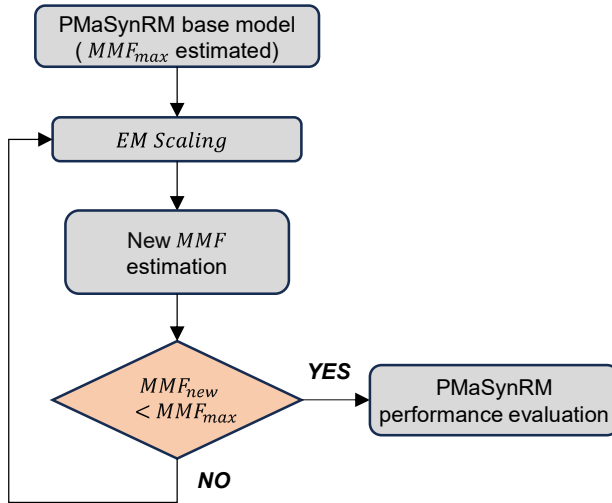 PMaSynRM base model
( MMF_max estimated)
EM Scaling
New MMF
estimation
MMF_new
< MMF_max
YES
PMaSynRM
performance evaluation
NO